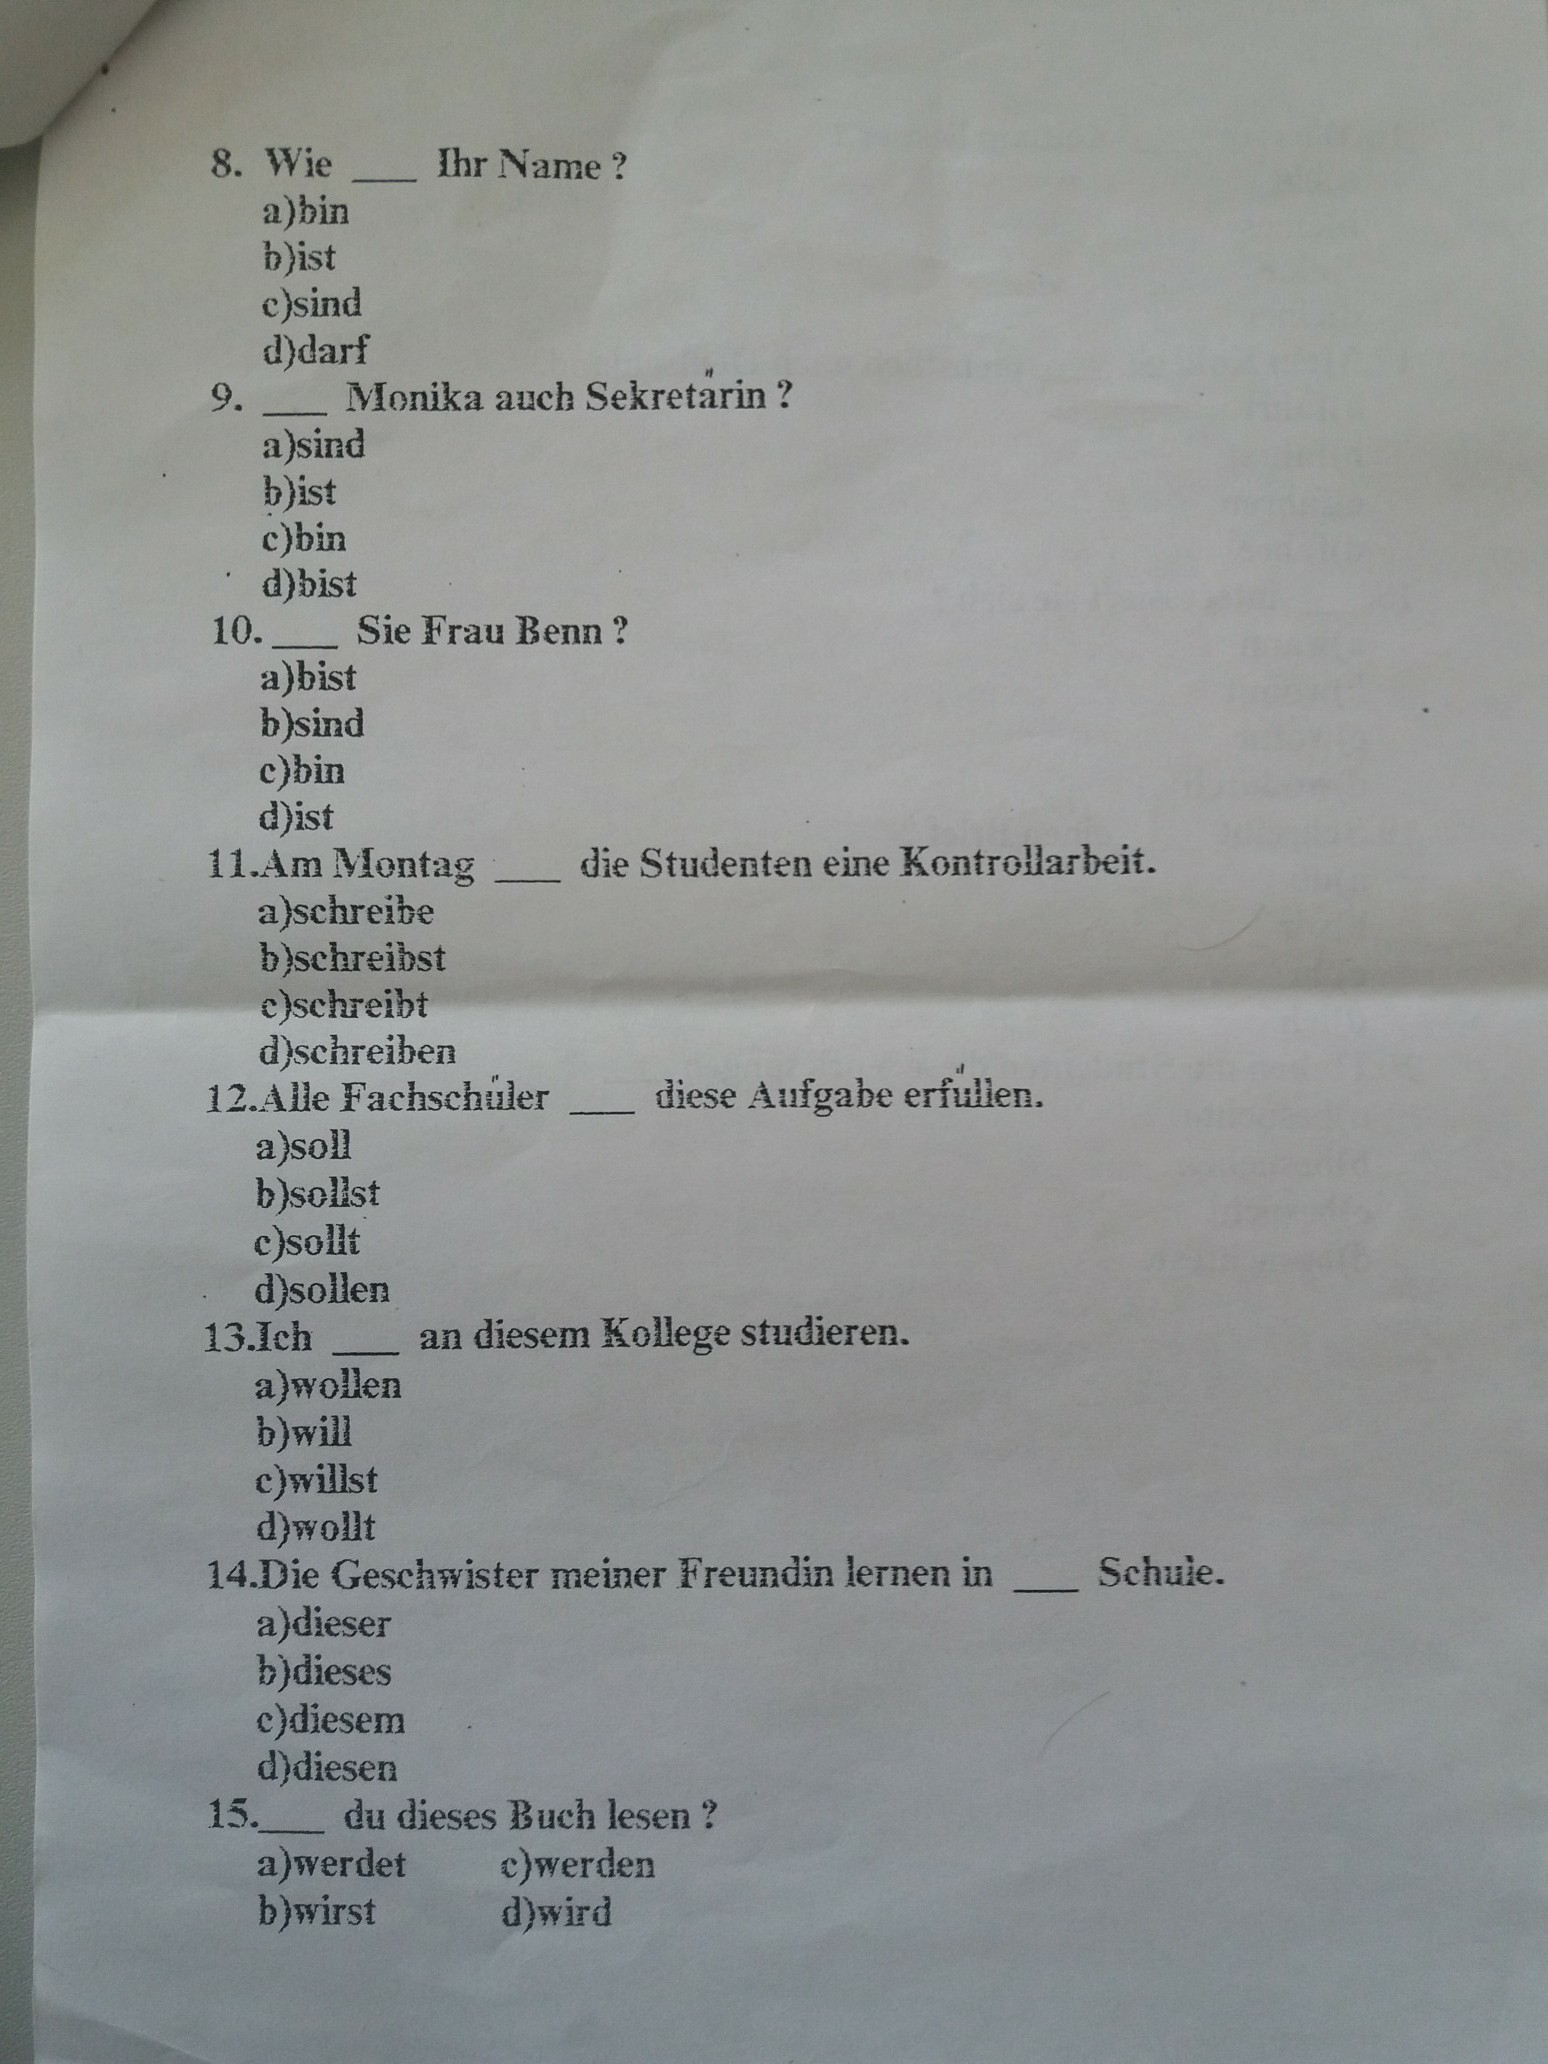 8. Wie ___ Ihr Name ?
a)bin
b)ist
c)sind
d)darf
9. ___ Monika auch Sekretärin ?
a)sind
b)ist
c)bin
d)bist
10. ___ Sie Frau Benn ?
a)bist
b)sind
c)bin
d)ist
11.Am Montag ___ die Studenten eine Kontrollarbeit.
a)schreibe
b)schreibst
c)schreibt
d)schreiben
12.Alle Fachschüler ___ diese Aufgabe erfüllen.
a)soll
b)sollst
c)sollt
d)sollen
13.Ich ___ an diesem Kollege studieren.
a)wollen
b)will
c)willst
d)wollt
14.Die Geschwister meiner Freundin lernen in ___ Schule.
a)dieser
b)dieses
c)diesem
d)diesen
15.___ du dieses Buch lesen ?
a)werdet c)werden
b)wirst d)wird